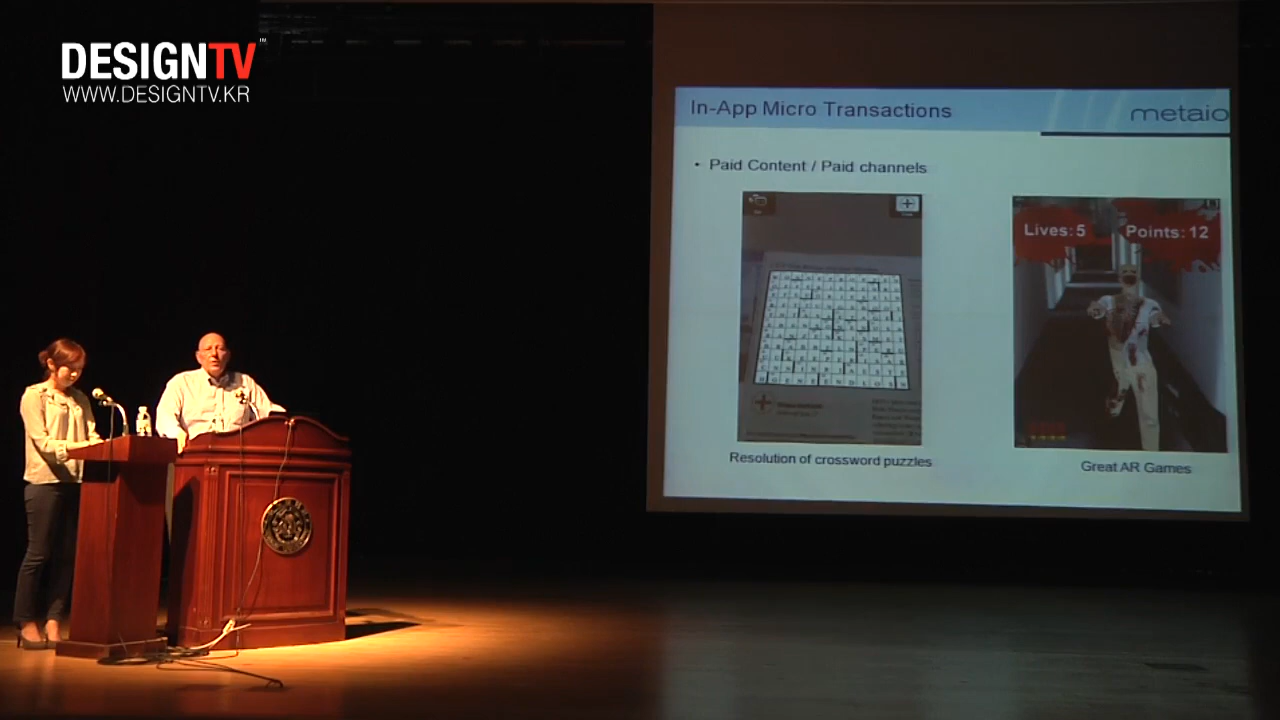 DESIGNTV™
WWW.DESIGNTV.KR
In-App Micro Transactions
metaio
• Paid Content / Paid channels
Lives: 5
Points: 12
Resolution of crossword puzzles
Great AR Games